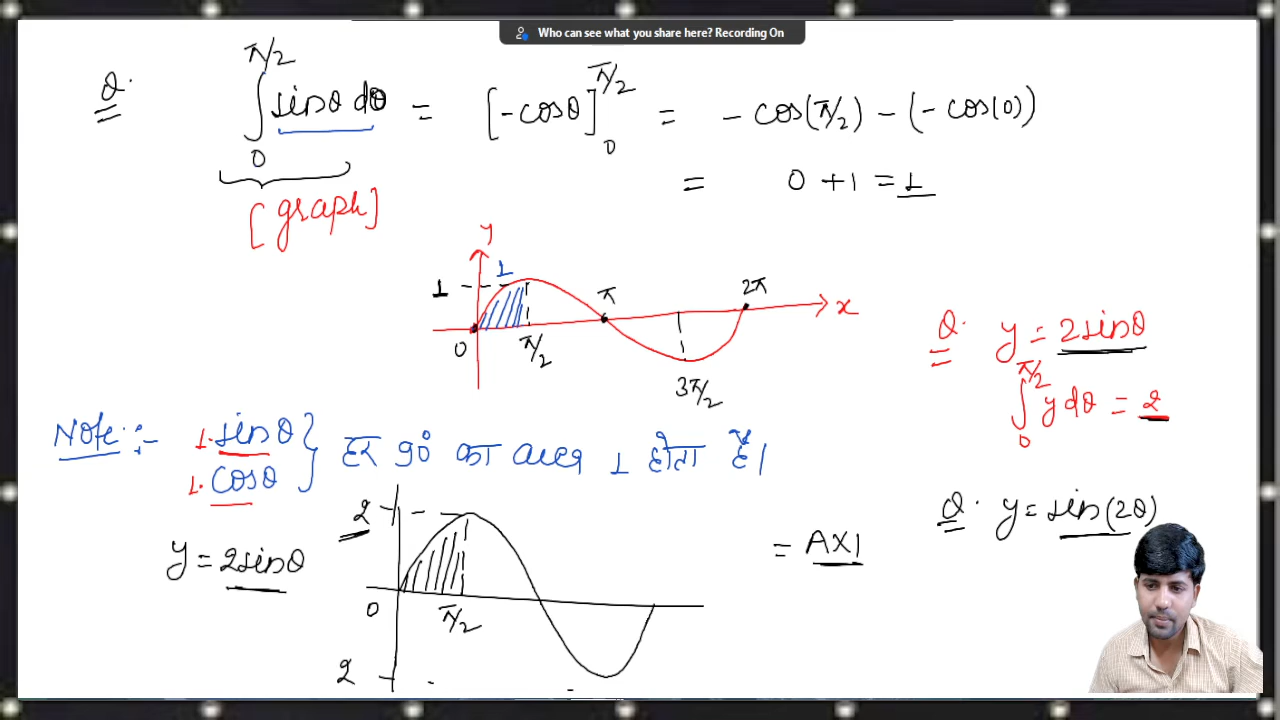 Who can see what you share here? Recording On
Q. ∫₀^π/2 sinθ dθ = [-cosθ]₀^π/2 = - cos(π/2) - (- cos(0))
= 0 + 1 = 1
[graph]
y
1
1
0
π/2
π
3π/2
2π
x
Q. y = 2sinθ
∫₀^π/2 y dθ = 2
Note :- 1. sinθ
1. cosθ
} हर 90° का area 1 होता है।
y = 2sinθ
2
0
π/2
2
= A×1
Q. y = sin(2θ)